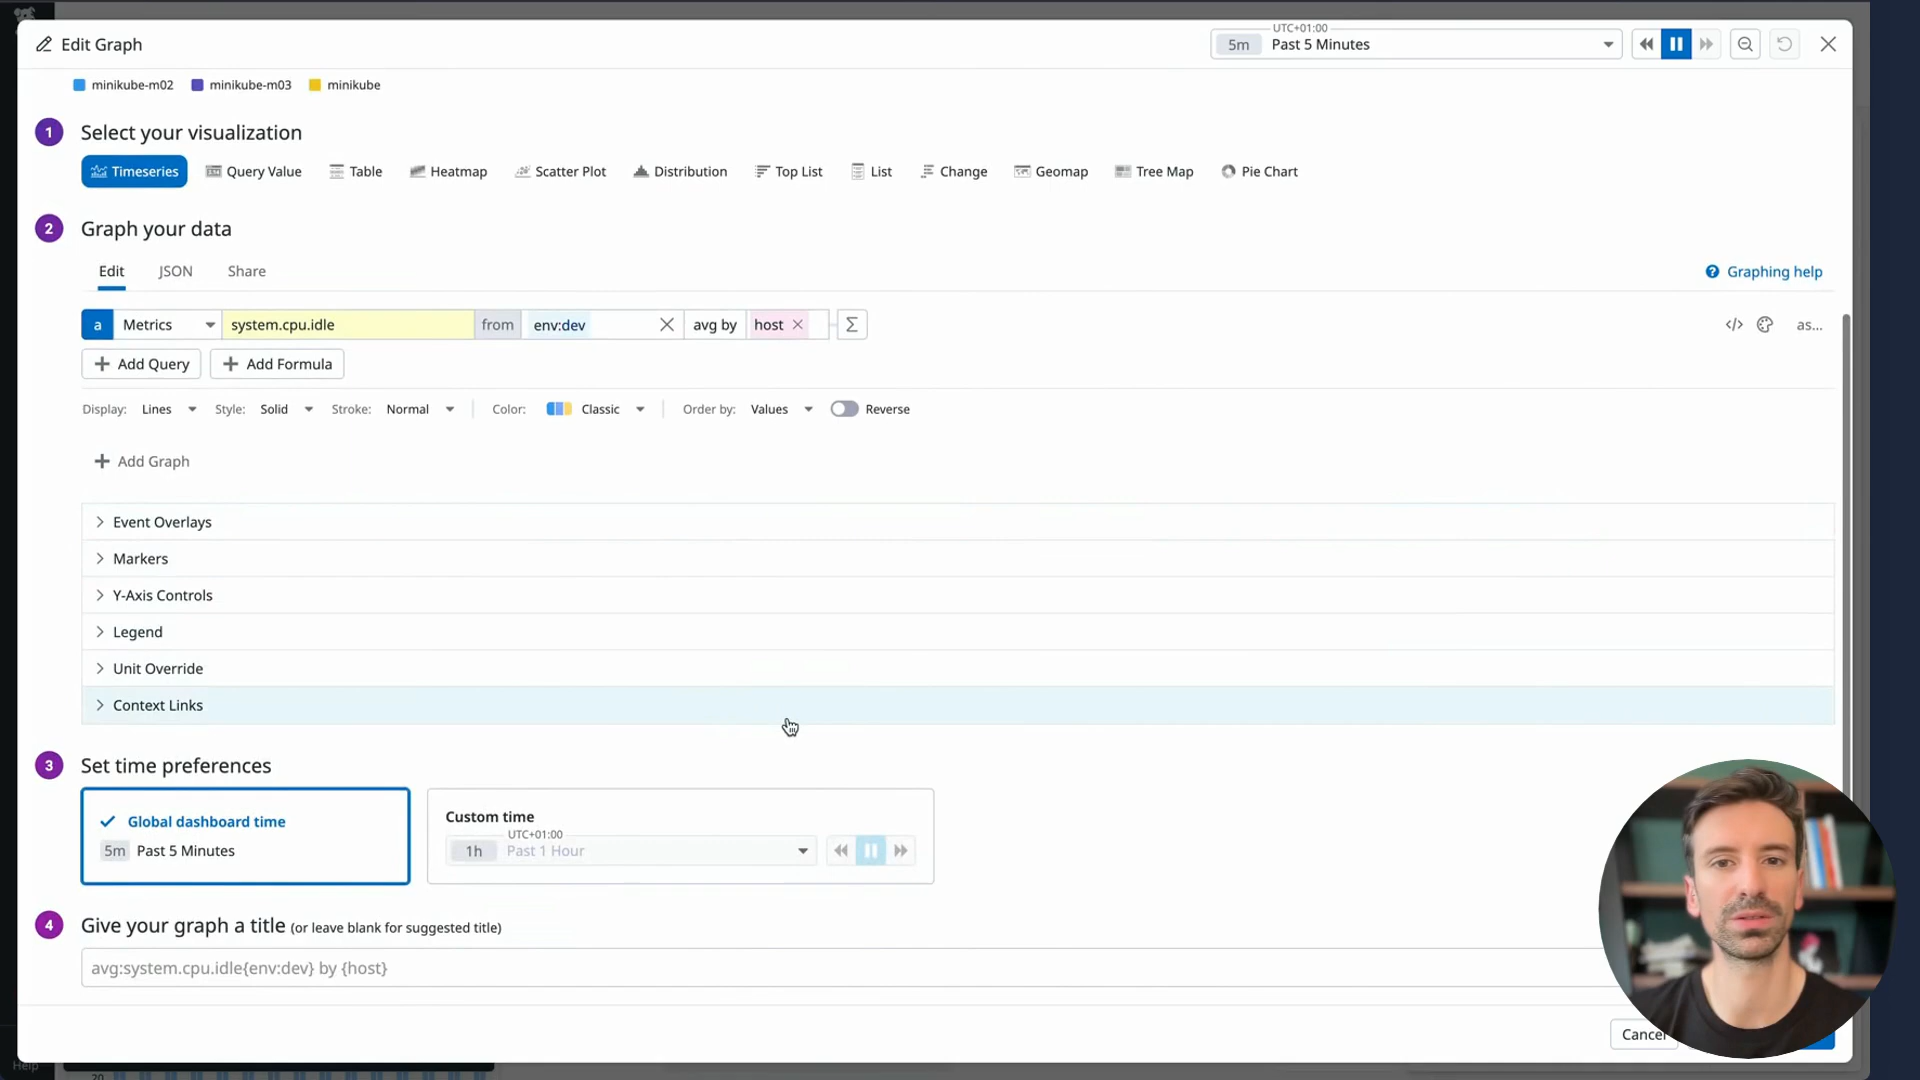 Edit Graph
UTC+01:00
5m Past 5 Minutes
minikube-m02 minikube-m03 minikube
1 Select your visualization
Timeseries Query Value Table Heatmap Scatter Plot Distribution Top List List Change Geomap Tree Map Pie Chart
2 Graph your data
Edit JSON Share
Graphing help
a Metrics system.cpu.idle from env:dev avg by host Σ </> as...
Add Query Add Formula
Display: Lines Style: Solid Stroke: Normal Color: Classic Order by: Values Reverse
Add Graph
Event Overlays
Markers
Y-Axis Controls
Legend
Unit Override
Context Links
3 Set time preferences
Global dashboard time
5m Past 5 Minutes
Custom time
UTC+01:00
1h Past 1 Hour
4 Give your graph a title (or leave blank for suggested title)
avg:system.cpu.idle{env:dev} by {host}
Cancel
Help
20